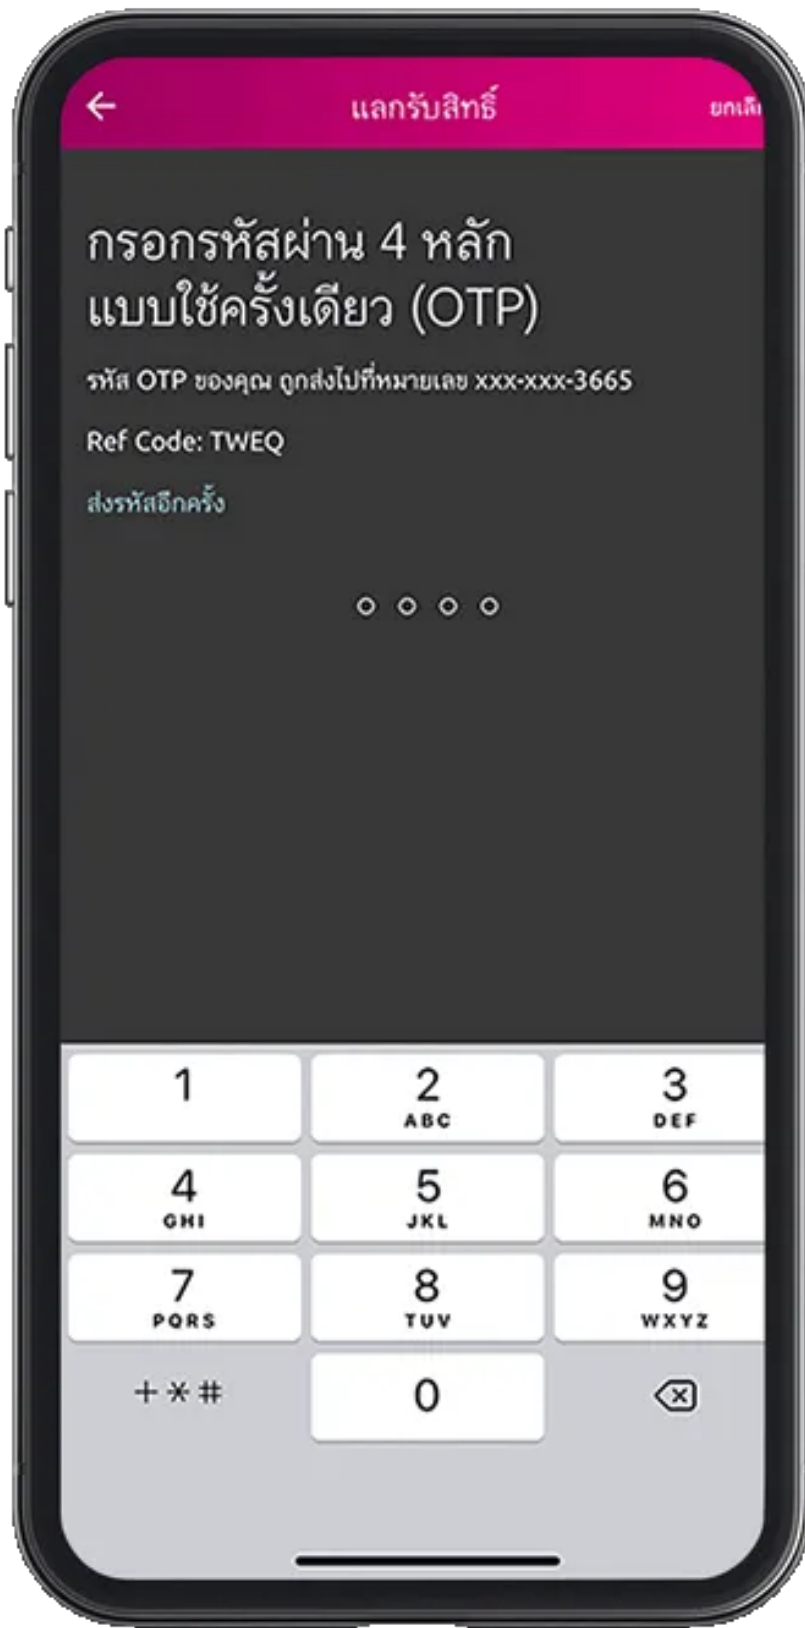 แลกรับสิทธิ์
กรอกรหัสผ่าน 4 หลัก
แบบใช้ครั้งเดียว (OTP)
รหัส OTP ของคุณ ถูกส่งไปที่หมายเลข xxx-xxx-3665
Ref Code: TWEQ
ส่งรหัสอีกครั้ง
1 2 3
ABC DEF
4 5 6
GHI JKL MNO
7 8 9
PQRS TUV WXYZ
+*# 0